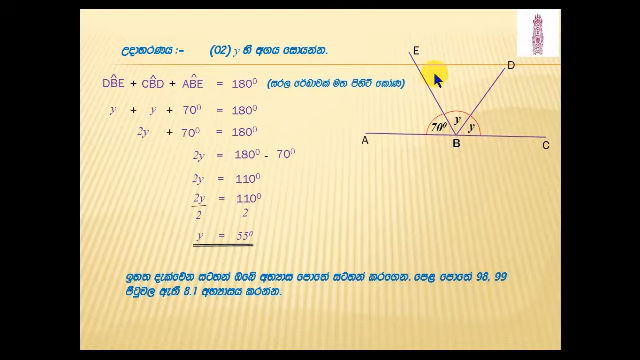 උදාහරණය :– (02) y හි අගය සොයන්න.
DB̂E + CB̂D + AB̂E = 180⁰ (සරල රේඛාවක් මත පිහිටි කෝණ)
y + y + 70⁰ = 180⁰
2y + 70⁰ = 180⁰
2y = 180⁰ - 70⁰
2y = 110⁰
2y = 110⁰
2 2
y = 55⁰
E
D
70⁰ y y
A B C
ඉහත දැක්වෙන සටහන් ඔබේ අභ්‍යාස පොතේ සටහන් කරගෙන, පෙළ පොතේ 98, 99
පිටුවල ඇති 8.1 අභ්‍යාසය කරන්න.